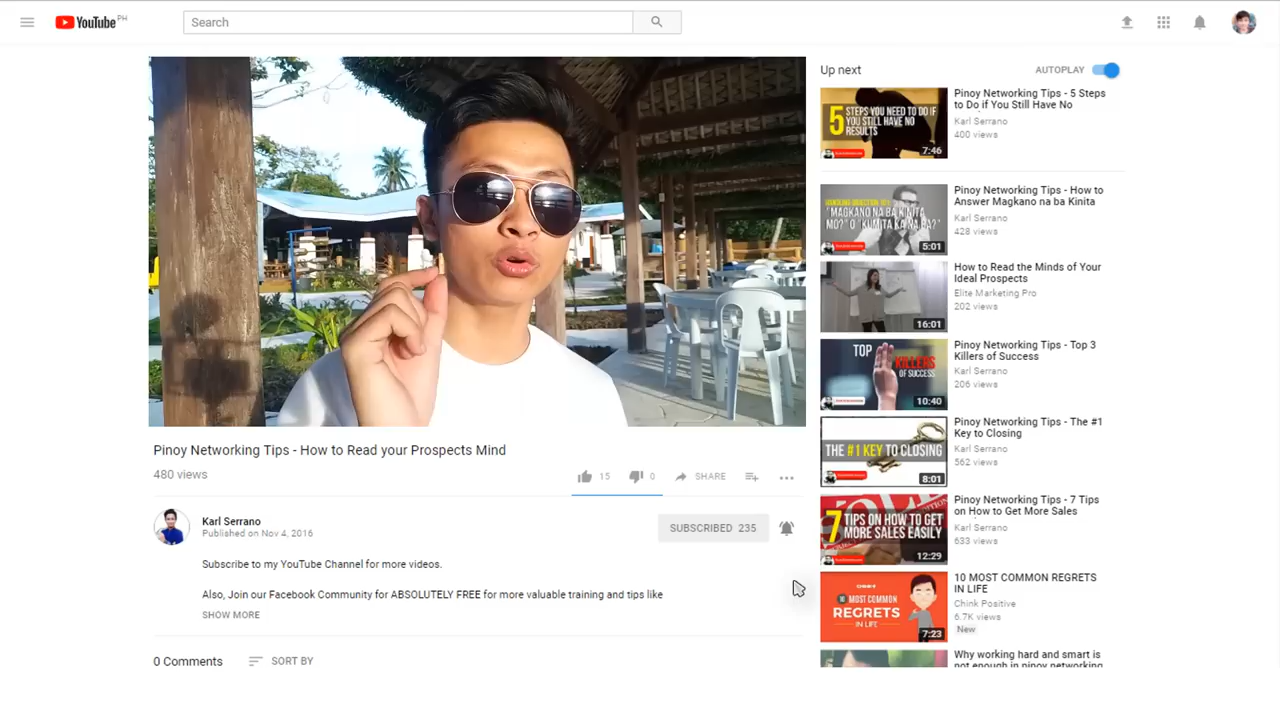 YouTube PH
Search
Up next
AUTOPLAY
5 STEPS YOU NEED TO DO IF
YOU STILL HAVE NO
RESULTS
7:46
Pinoy Networking Tips - 5 Steps
to Do if You Still Have No
Karl Serrano
400 views
HANDLING OBJECTION 101:
"MAGKANO NA BA KINITA
MO?" O "KUMITA KA NA BA?"
5:01
Pinoy Networking Tips - How to
Answer Magkano na ba Kinita
Karl Serrano
428 views
16:01
How to Read the Minds of Your
Ideal Prospects
Elite Marketing Pro
202 views
TOP 3
KILLERS
OF SUCCESS
10:40
Pinoy Networking Tips - Top 3
Killers of Success
Karl Serrano
206 views
THE #1 KEY TO CLOSING
8:01
Pinoy Networking Tips - The #1
Key to Closing
Karl Serrano
562 views
7 TIPS ON HOW TO GET
MORE SALES EASILY
12:29
Pinoy Networking Tips - 7 Tips
on How to Get More Sales
Karl Serrano
633 views
10 MOST COMMON
REGRETS
IN LIFE
7:23
10 MOST COMMON REGRETS
IN LIFE
Chink Positive
6.7K views
New
Why working hard and smart is
not enough in pinoy networking
Pinoy Networking Tips - How to Read your Prospects Mind
480 views
15
0
SHARE
Karl Serrano
Published on Nov 4, 2016
SUBSCRIBED 235
Subscribe to my YouTube Channel for more videos.
Also, Join our Facebook Community for ABSOLUTELY FREE for more valuable training and tips like
SHOW MORE
0 Comments
SORT BY